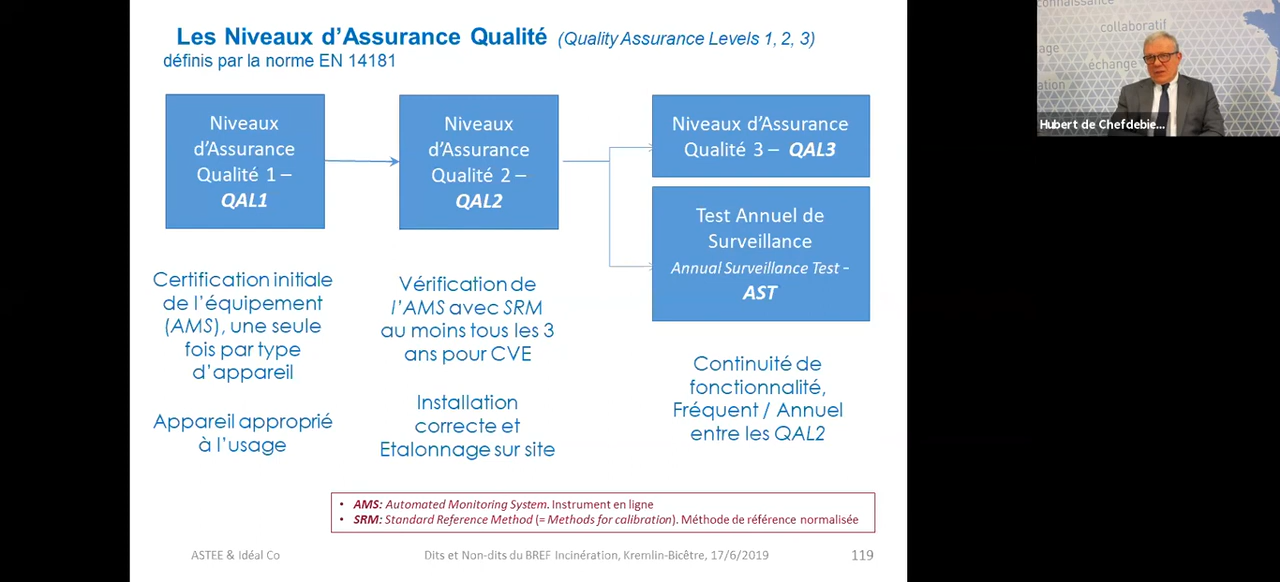 Les Niveaux d'Assurance Qualité (Quality Assurance Levels 1, 2, 3)
définis par la norme EN 14181
Niveaux
d'Assurance
Qualité 1 –
QAL1
Niveaux
d'Assurance
Qualité 2 –
QAL2
Niveaux d'Assurance
Qualité 3 – QAL3
Test Annuel de
Surveillance
Annual Surveillance Test -
AST
Certification initiale
de l'équipement
(AMS), une seule
fois par type
d'appareil
Appareil approprié
à l'usage
Vérification de
l'AMS avec SRM
au moins tous les 3
ans pour CVE
Installation
correcte et
Etalonnage sur site
Continuité de
fonctionnalité,
Fréquent / Annuel
entre les QAL2
• AMS: Automated Monitoring System. Instrument en ligne
• SRM: Standard Reference Method (= Methods for calibration). Méthode de référence normalisée
ASTEE & Idéal Co
Dits et Non-dits du BREF Incinération, Kremlin-Bicêtre, 17/6/2019
119
connaissance
collaboratif
échange
Hubert de Chefdebie...